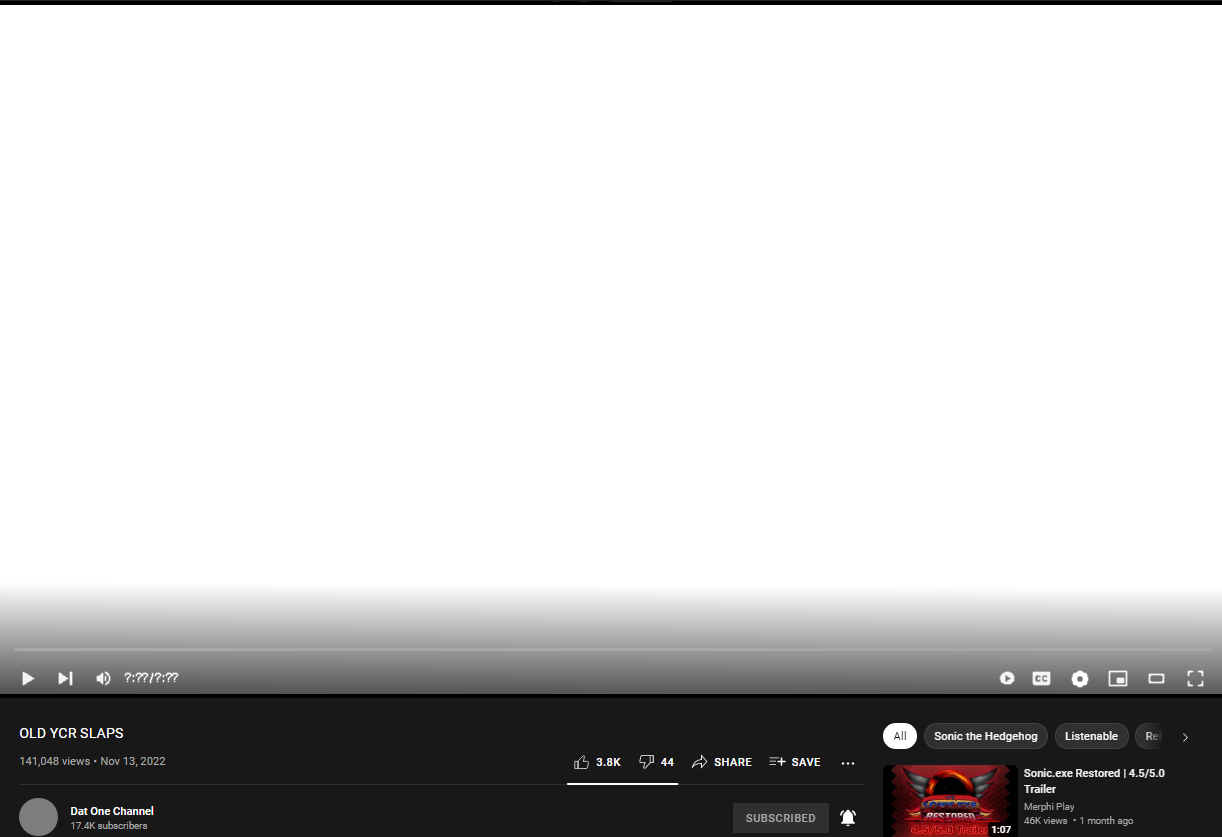 ?:??/?:??
CC
OLD YCR SLAPS
141,048 views • Nov 13, 2022
3.8K
44
SHARE
SAVE
Dat One Channel
17.4K subscribers
SUBSCRIBED
All
Sonic the Hedgehog
Listenable
Rel
RESTORED
4.5/5.0 Trailer
1:07
Sonic.exe Restored | 4.5/5.0
Trailer
Merphi Play
46K views • 1 month ago